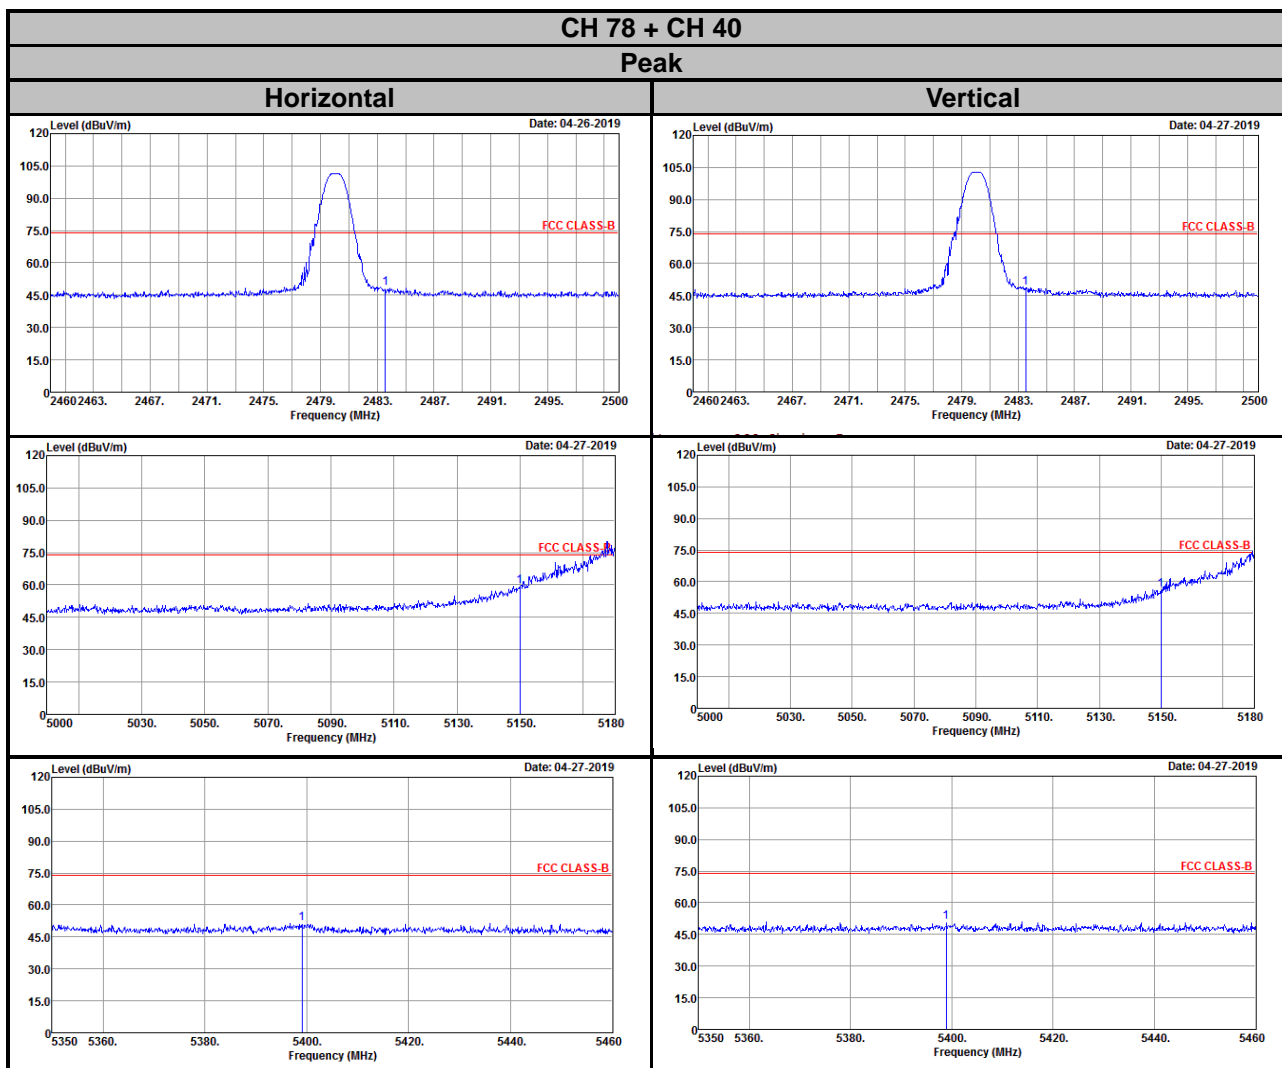 CH 78 + CH 40
Peak
Horizontal
Vertical
Level (dBuV/m)
Date: 04-26-2019
120
105.0
90.0
75.0
60.0
45.0
30.0
15.0
0
FCC CLASS-B
1
2460 2463. 2467. 2471. 2475. 2479. 2483. 2487. 2491. 2495. 2500
Frequency (MHz)
Level (dBuV/m)
Date: 04-27-2019
120
105.0
90.0
75.0
60.0
45.0
30.0
15.0
0
FCC CLASS-B
1
2460 2463. 2467. 2471. 2475. 2479. 2483. 2487. 2491. 2495. 2500
Frequency (MHz)
Level (dBuV/m)
Date: 04-27-2019
120
105.0
90.0
75.0
60.0
45.0
30.0
15.0
0
FCC CLASS-B
1
5000 5030. 5050. 5070. 5090. 5110. 5130. 5150. 5180
Frequency (MHz)
Level (dBuV/m)
Date: 04-27-2019
120
105.0
90.0
75.0
60.0
45.0
30.0
15.0
0
FCC CLASS-B
1
5000 5030. 5050. 5070. 5090. 5110. 5130. 5150. 5180
Frequency (MHz)
Level (dBuV/m)
Date: 04-27-2019
120
105.0
90.0
75.0
60.0
45.0
30.0
15.0
0
FCC CLASS-B
1
5350 5360. 5380. 5400. 5420. 5440. 5460
Frequency (MHz)
Level (dBuV/m)
Date: 04-27-2019
120
105.0
90.0
75.0
60.0
45.0
30.0
15.0
0
FCC CLASS-B
1
5350 5360. 5380. 5400. 5420. 5440. 5460
Frequency (MHz)